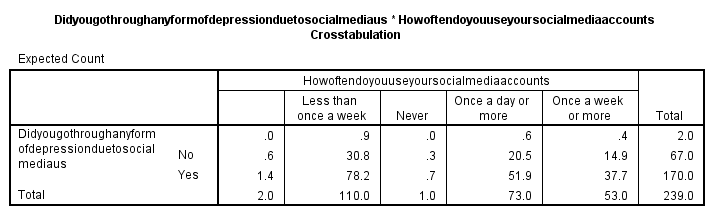 Didyougothroughanyformofdepressionduetosocialmediaus * Howoftendoyouuseyoursocialmediaaccounts
Crosstabulation
Expected Count
Howoftendoyouuseyoursocialmediaaccounts Total
Less than once a week Never Once a day or more Once a week or more
Didyougothroughanyform .0 .9 .0 .6 .4 2.0
ofdepressionduetosocial No .6 30.8 .3 20.5 14.9 67.0
mediaus Yes 1.4 78.2 .7 51.9 37.7 170.0
Total 2.0 110.0 1.0 73.0 53.0 239.0